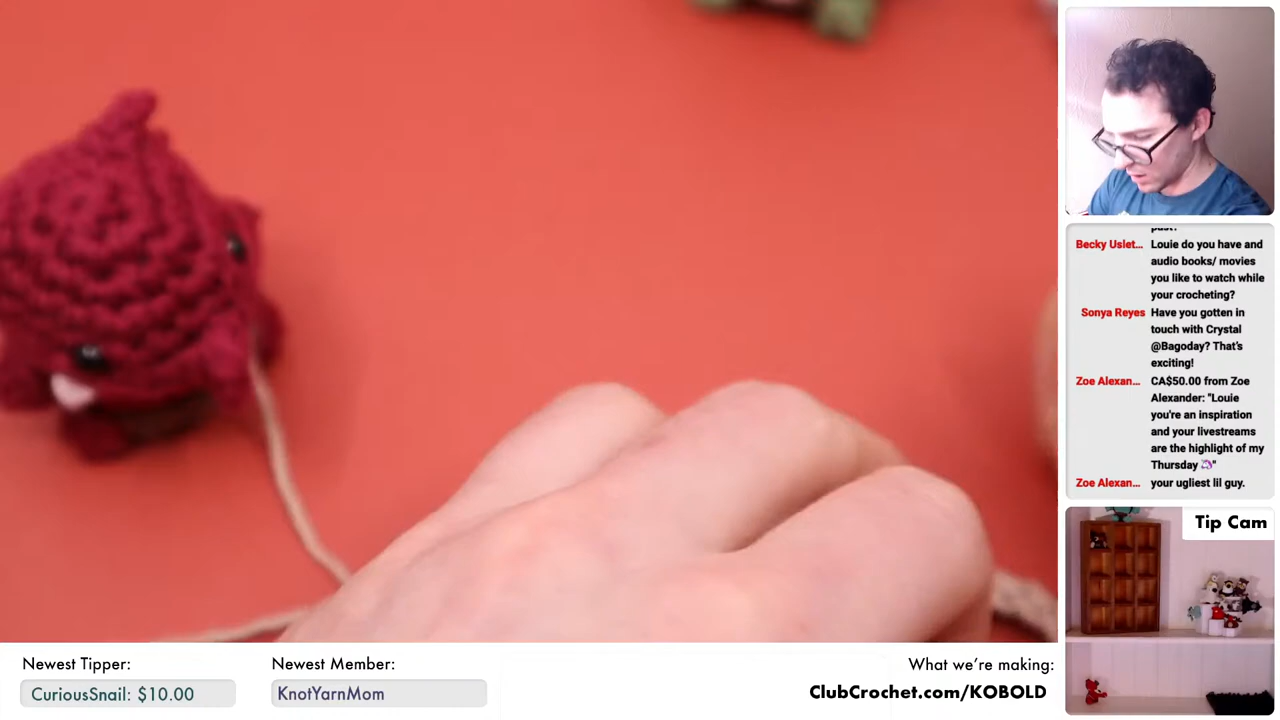 past?
Becky Uslet... Louie do you have and
audio books/ movies
you like to watch while
your crocheting?
Sonya Reyes Have you gotten in
touch with Crystal
@Bagoday? That's
exciting!
Zoe Alexan... CA$50.00 from Zoe
Alexander: "Louie
you're an inspiration
and your livestreams
are the highlight of my
Thursday 🦄"
Zoe Alexan... your ugliest lil guy.
Tip Cam
Newest Tipper:
CuriousSnail: $10.00
Newest Member:
KnotYarnMom
What we're making:
ClubCrochet.com/KOBOLD